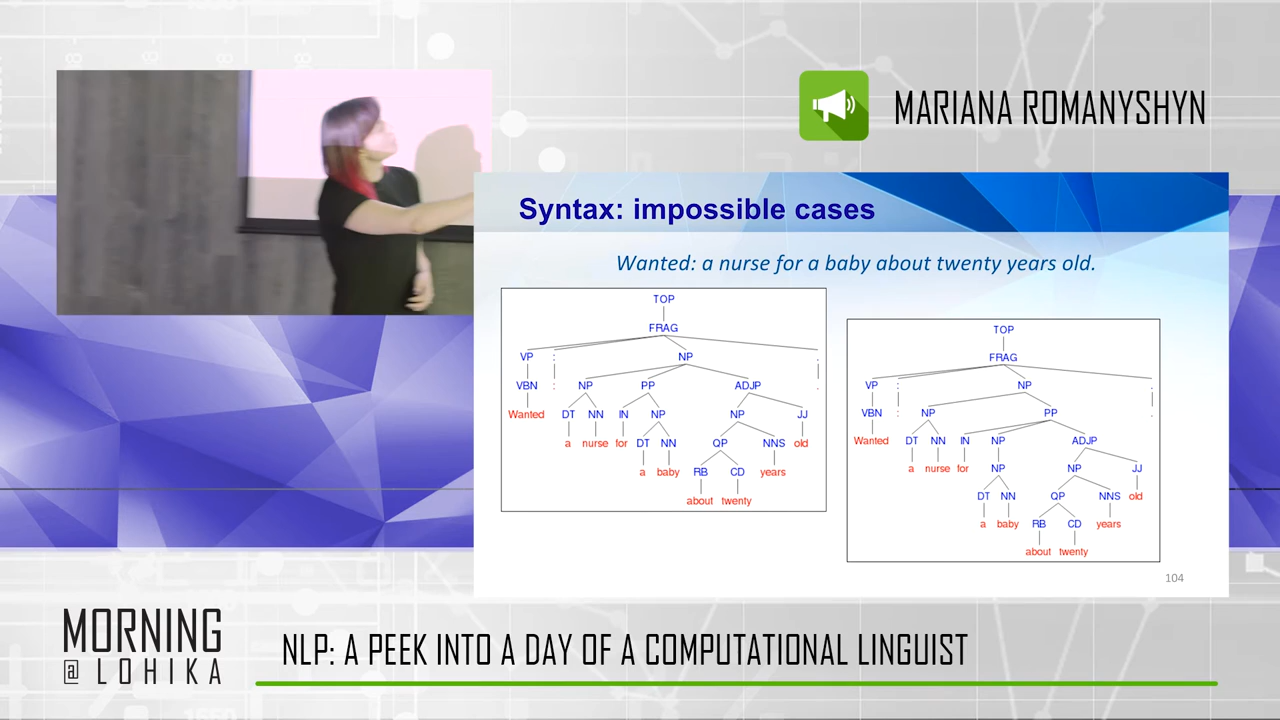 MARIANA ROMANYSHYN
Syntax: impossible cases
Wanted: a nurse for a baby about twenty years old.
TOP
FRAG
VP : NP .
VBN NP PP ADJP
Wanted DT NN IN NP NP JJ
a nurse for DT NN QP NNS old
a baby RB CD years
about twenty
TOP
FRAG
VP : NP .
VBN NP PP
Wanted DT NN IN NP ADJP
a nurse for NP NP JJ
DT NN QP NNS old
a baby RB CD years
about twenty
104
MORNING
@ LOHIKA
NLP: A PEEK INTO A DAY OF A COMPUTATIONAL LINGUIST